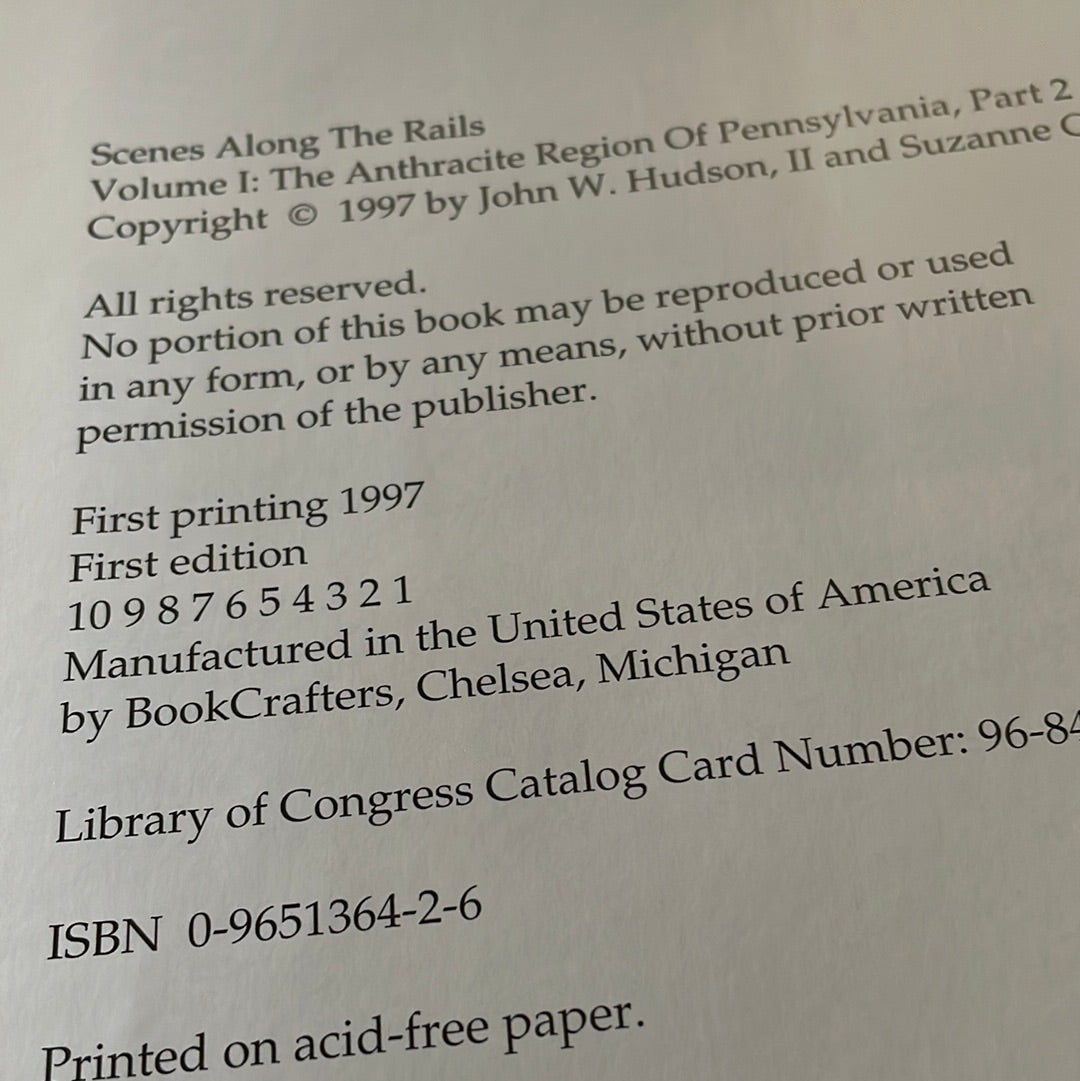 Scenes Along The Rails
Volume I: The Anthracite Region Of Pennsylvania, Part 2
Copyright © 1997 by John W. Hudson, II and Suzanne
All rights reserved.
No portion of this book may be reproduced or used
in any form, or by any means, without prior written
permission of the publisher.
First printing 1997
First edition
10 9 8 7 6 5 4 3 2 1
Manufactured in the United States of America
by BookCrafters, Chelsea, Michigan
Library of Congress Catalog Card Number: 96-84
ISBN 0-9651364-2-6
Printed on acid-free paper.